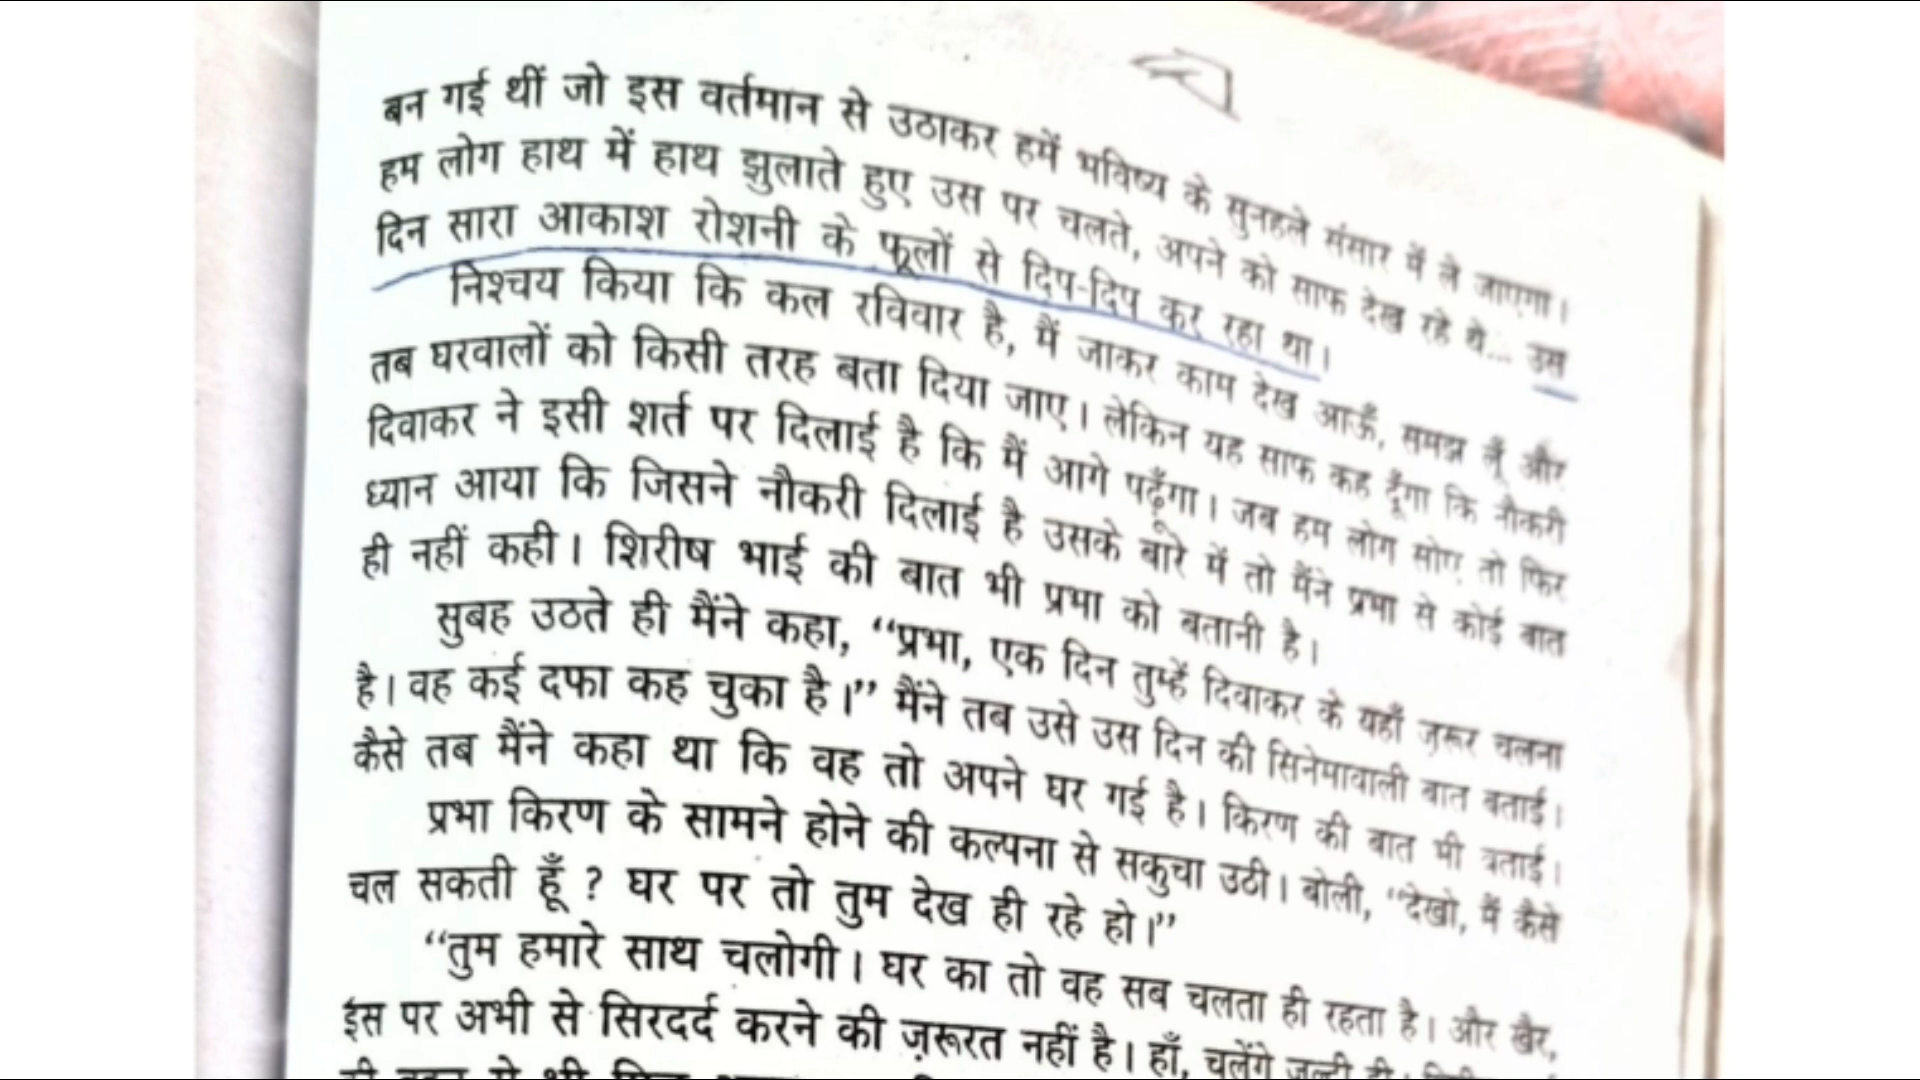 बन गई थीं जो इस वर्तमान से उठाकर हमें भविष्य के सुनहले संसार में ले जाएगा।
हम लोग हाथ में हाथ झुलाते हुए उस पर चलते, अपने को साफ देख रहे थे... उस
दिन सारा आकाश रोशनी के फूलों से दिप-दिप कर रहा था।
निश्चय किया कि कल रविवार है, मैं जाकर काम देख आऊँ, समझ लूँ और
तब घरवालों को किसी तरह बता दिया जाए। लेकिन यह साफ कह दूँगा कि नौकरी
दिवाकर ने इसी शर्त पर दिलाई है कि मैं आगे पढ़ूँगा। जब हम लोग सोए तो फिर
ध्यान आया कि जिसने नौकरी दिलाई है उसके बारे में तो मैंने प्रभा से कोई बात
ही नहीं कही। शिरीष भाई की बात भी प्रभा को बतानी है।
सुबह उठते ही मैंने कहा, “प्रभा, एक दिन तुम्हें दिवाकर के यहाँ ज़रूर चलना
है। वह कई दफा कह चुका है।” मैंने तब उसे उस दिन की सिनेमावाली बात बताई।
कैसे तब मैंने कहा था कि वह तो अपने घर गई है। किरण की बात भी बताई।
प्रभा किरण के सामने होने की कल्पना से सकुचा उठी। बोली, “देखो, मैं कैसे
चल सकती हूँ ? घर पर तो तुम देख ही रहे हो।”
“तुम हमारे साथ चलोगी। घर का तो वह सब चलता ही रहता है। और खैर,
इस पर अभी से सिरदर्द करने की ज़रूरत नहीं है। हाँ, चलेंगे जल्दी ही।